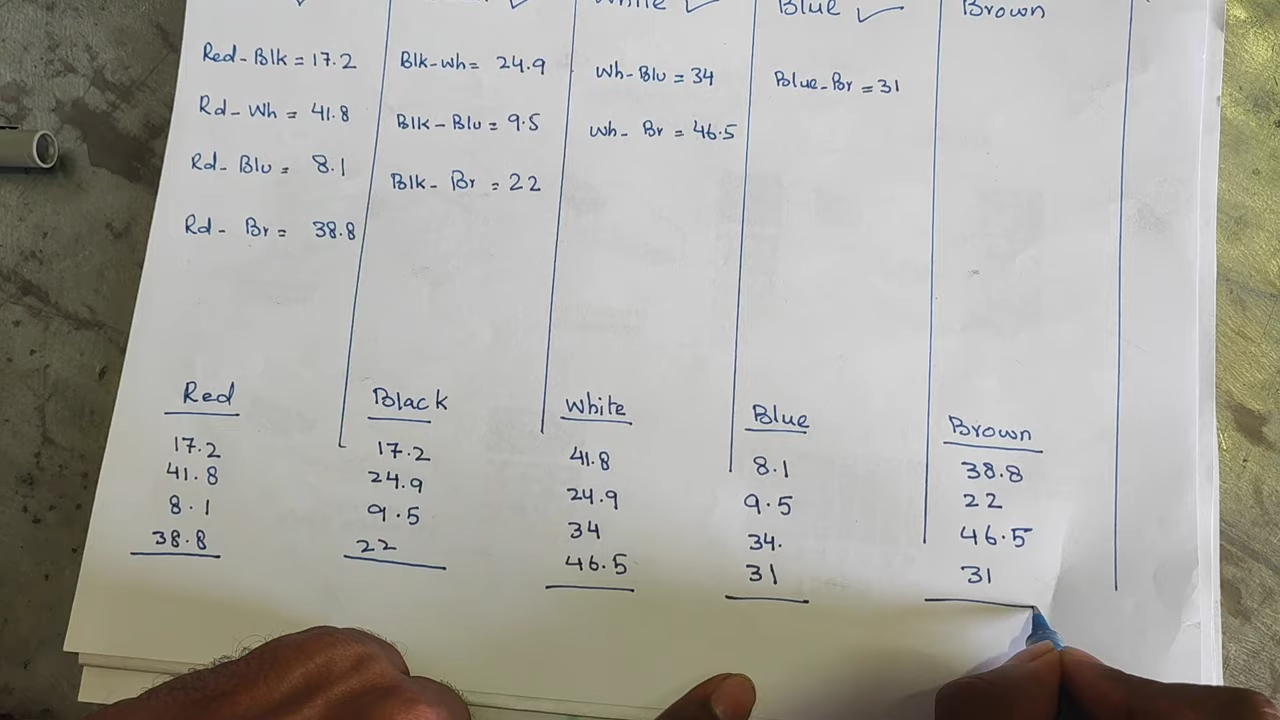 White
Blue
Brown
Red-Blk = 17.2
Rd- Wh = 41.8
Rd- Blu = 8.1
Rd- Br = 38.8
Blk-Wh= 24.9
Blk-Blu = 9.5
Blk- Br = 22
Wh-Blu = 34
Wh- Br = 46.5
Blue-Br = 31
Red
17.2
41.8
8.1
38.8
Black
17.2
24.9
9.5
22
White
41.8
24.9
34
46.5
Blue
8.1
9.5
34.
31
Brown
38.8
22
46.5
31